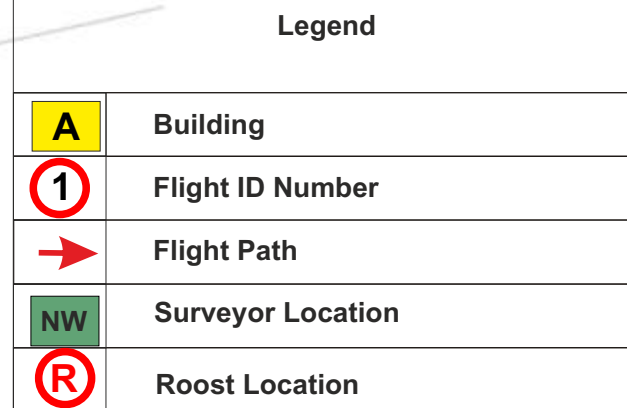 Legend
A Building
1 Flight ID Number
Flight Path
NW Surveyor Location
R Roost Location